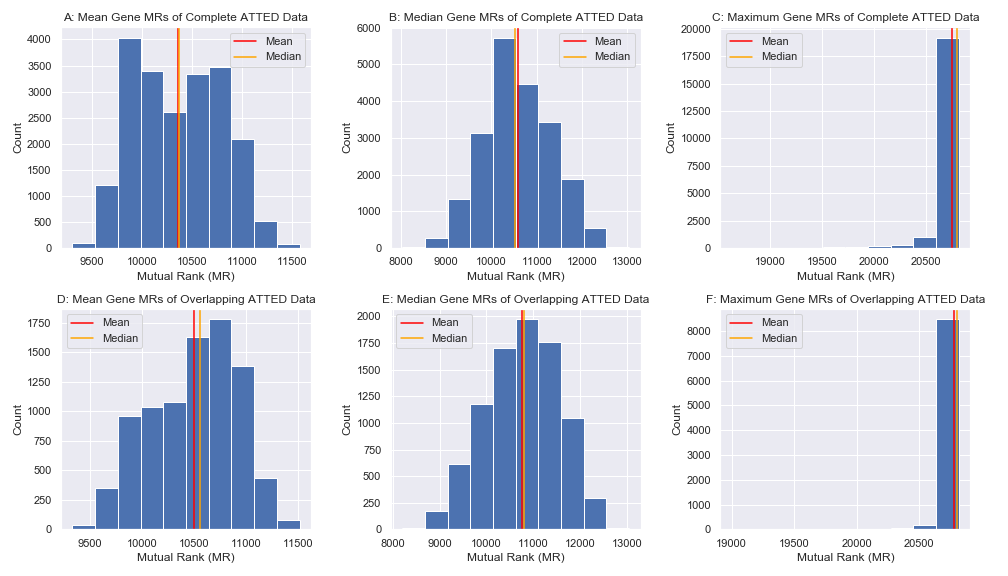 A: Mean Gene MRs of Complete ATTED Data
4000
3500
3000
2500
2000
1500
1000
500
0
Count
9500 10000 10500 11000 11500
Mutual Rank (MR)
Mean
Median
B: Median Gene MRs of Complete ATTED Data
6000
5000
4000
3000
2000
1000
0
Count
8000 9000 10000 11000 12000 13000
Mutual Rank (MR)
Mean
Median
C: Maximum Gene MRs of Complete ATTED Data
20000
17500
15000
12500
10000
7500
5000
2500
0
Count
19000 19500 20000 20500
Mutual Rank (MR)
Mean
Median
D: Mean Gene MRs of Overlapping ATTED Data
1750
1500
1250
1000
750
500
250
0
Count
9500 10000 10500 11000 11500
Mutual Rank (MR)
Mean
Median
E: Median Gene MRs of Overlapping ATTED Data
2000
1750
1500
1250
1000
750
500
250
0
Count
8000 9000 10000 11000 12000 13000
Mutual Rank (MR)
Mean
Median
F: Maximum Gene MRs of Overlapping ATTED Data
8000
7000
6000
5000
4000
3000
2000
1000
0
Count
19000 19500 20000 20500
Mutual Rank (MR)
Mean
Median